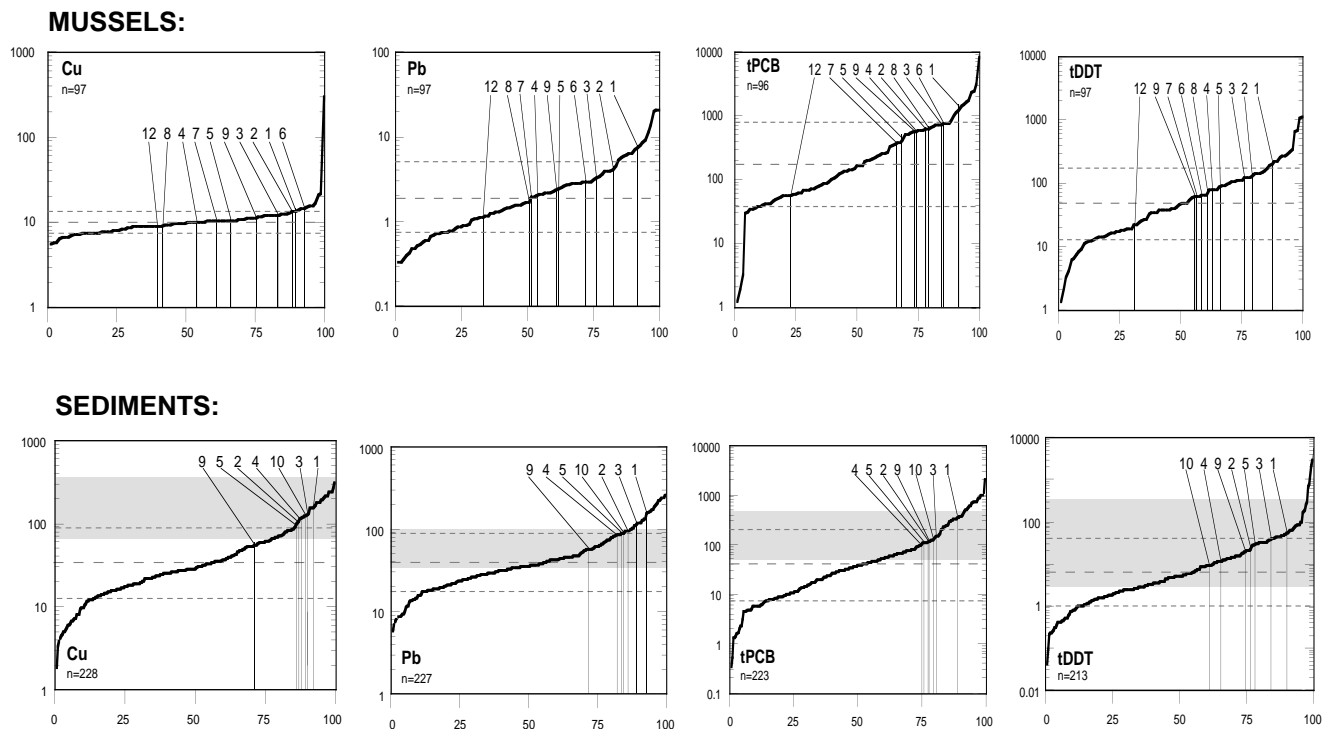 MUSSELS:
1000
100
10
1
Cu
n=97
12 8 4 7 5 9 3 2 1 6
0 25 50 75 100
100
10
1
0.1
Pb
n=97
12 8 7 4 9 5 6 3 2 1
0 25 50 75 100
10000
1000
100
10
1
tPCB
n=96
12 7 5 9 4 2 8 3 6 1
0 25 50 75 100
10000
1000
100
10
1
tDDT
n=97
12 9 7 6 8 4 5 3 2 1
0 25 50 75 100
SEDIMENTS:
1000
100
10
1
9 5 2 4 10 3 1
Cu
n=228
0 25 50 75 100
1000
100
10
1
9 4 5 10 2 3 1
Pb
n=227
0 25 50 75 100
10000
1000
100
10
1
0.1
4 5 2 9 10 3 1
tPCB
n=223
0 25 50 75 100
10000
100
1
0.01
10 4 9 2 5 3 1
tDDT
n=213
0 25 50 75 100